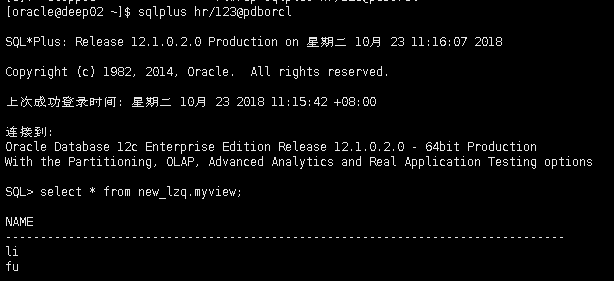 [oracle@deep02 ~]$ sqlplus hr/123@pdborcl
SQL*Plus: Release 12.1.0.2.0 Production on 星期二 10月 23 11:16:07 2018
Copyright (c) 1982, 2014, Oracle.  All rights reserved.
上次成功登录时间: 星期二 10月 23 2018 11:15:42 +08:00
连接到:
Oracle Database 12c Enterprise Edition Release 12.1.0.2.0 - 64bit Production
With the Partitioning, OLAP, Advanced Analytics and Real Application Testing options
SQL> select * from new_lzq.myview;
NAME
--------------------------------------------------------------------------------
li
fu